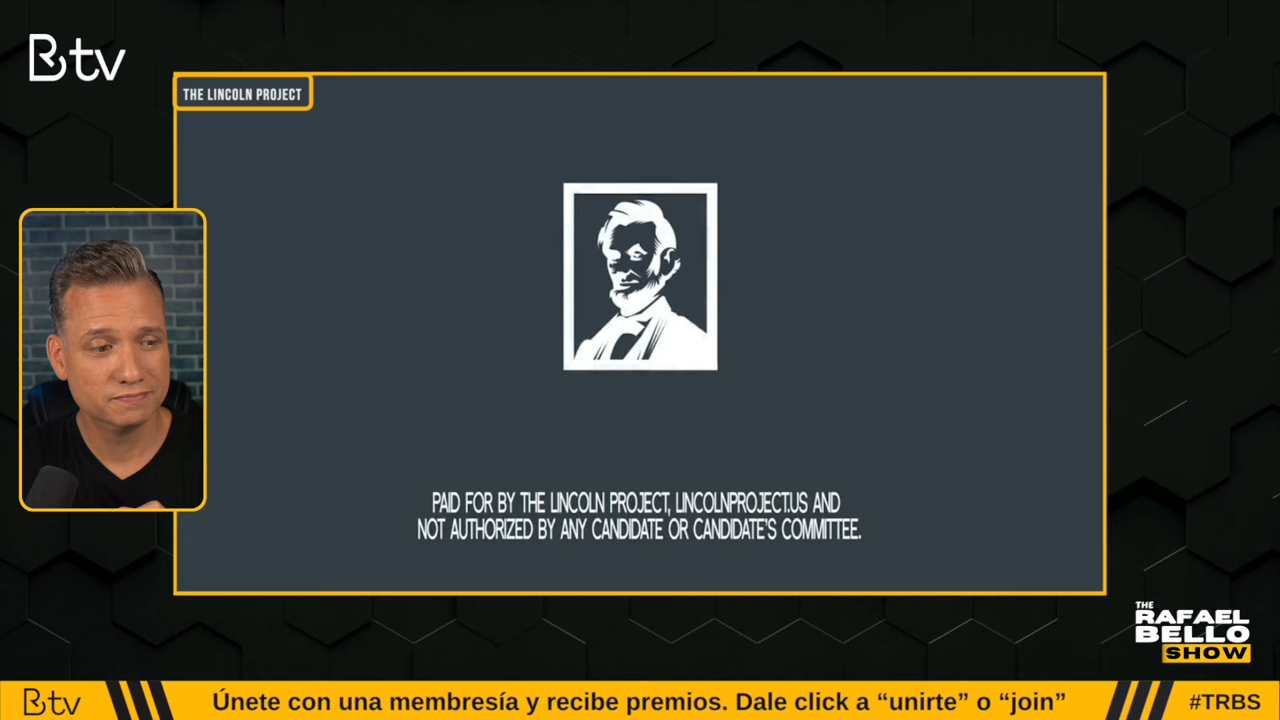 Btv
THE LINCOLN PROJECT
PAID FOR BY THE LINCOLN PROJECT, LINCOLNPROJECT.US AND
NOT AUTHORIZED BY ANY CANDIDATE OR CANDIDATE'S COMMITTEE.
THE
RAFAEL
BELLO
SHOW
Btv
Únete con una membresía y recibe premios. Dale click a “unirte” o “join”
#TRBS